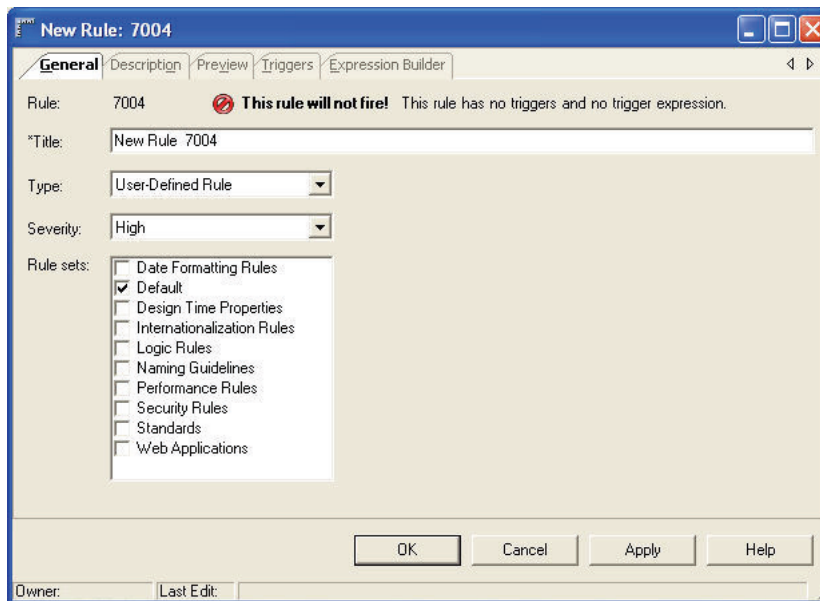 New Rule: 7004
General Description Preview Triggers Expression Builder
Rule: 7004 This rule will not fire! This rule has no triggers and no trigger expression.
*Title: New Rule 7004
Type: User-Defined Rule
Severity: High
Rule sets: Date Formatting Rules
Default
Design Time Properties
Internationalization Rules
Logic Rules
Naming Guidelines
Performance Rules
Security Rules
Standards
Web Applications
OK Cancel Apply Help
Owner: Last Edit: